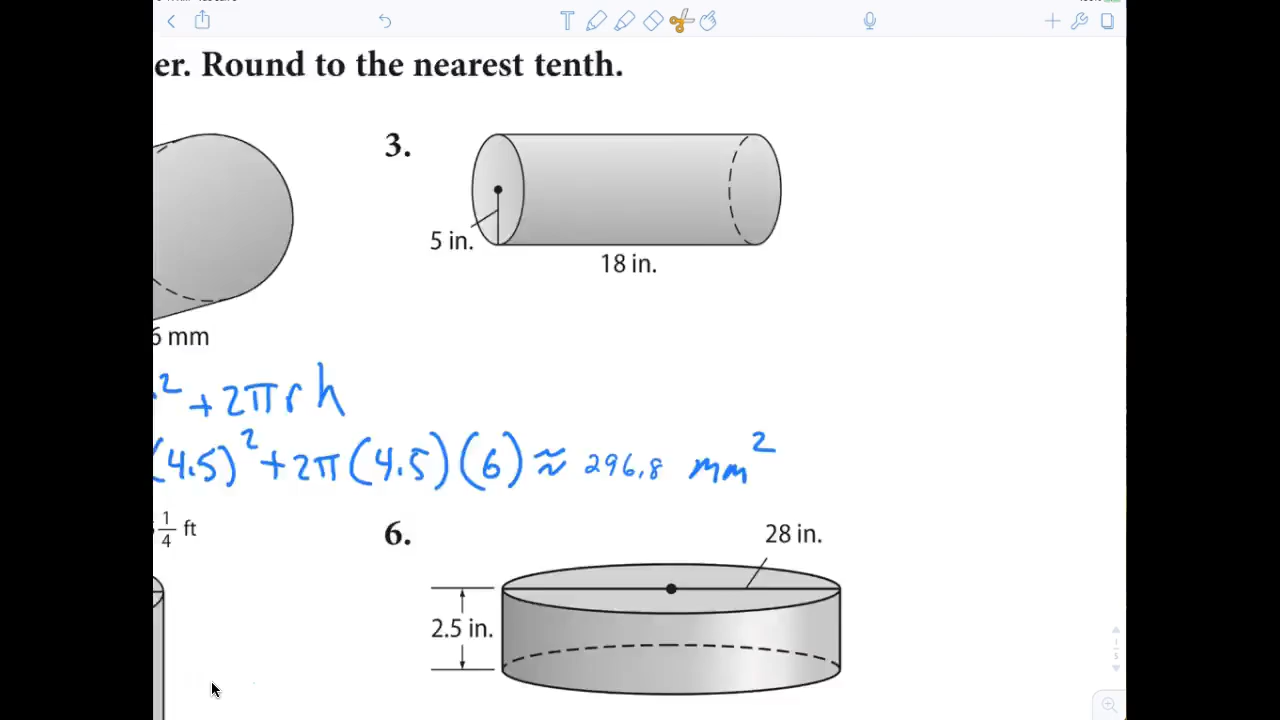 er. Round to the nearest tenth.
3.
5 in.
18 in.
6 mm
² + 2πrh
(4.5)² + 2π(4.5)(6) ≈ 296.8 mm²
1/4 ft
6.
28 in.
2.5 in.